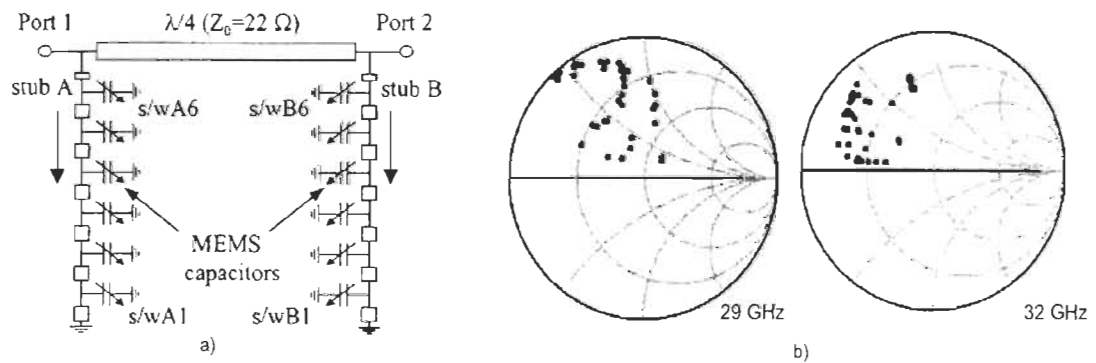 Port 1
λ/4 (Z₀=22 Ω)
Port 2
stub A
stub B
s/wA6
s/wB6
MEMS
capacitors
s/wA1
s/wB1
a)
29 GHz
32 GHz
b)